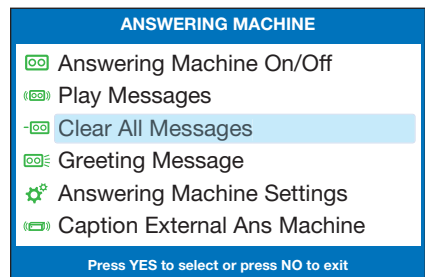 ANSWERING MACHINE
Answering Machine On/Off
Play Messages
Clear All Messages
Greeting Message
Answering Machine Settings
Caption External Ans Machine
Press YES to select or press NO to exit